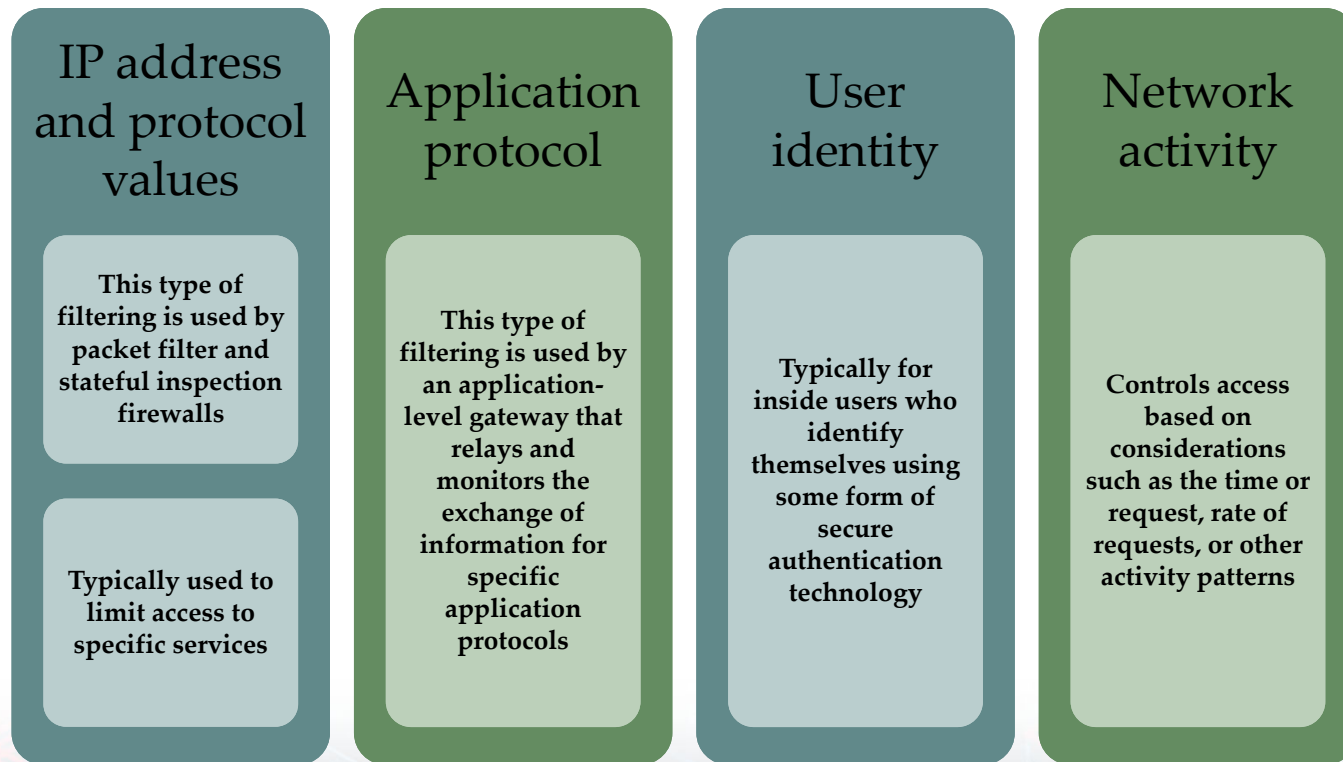 IP address
and protocol
values
This type of
filtering is used by
packet filter and
stateful inspection
firewalls
Typically used to
limit access to
specific services
Application
protocol
This type of
filtering is used by
an application-
level gateway that
relays and
monitors the
exchange of
information for
specific
application
protocols
User
identity
Typically for
inside users who
identify
themselves using
some form of
secure
authentication
technology
Network
activity
Controls access
based on
considerations
such as the time or
request, rate of
requests, or other
activity patterns